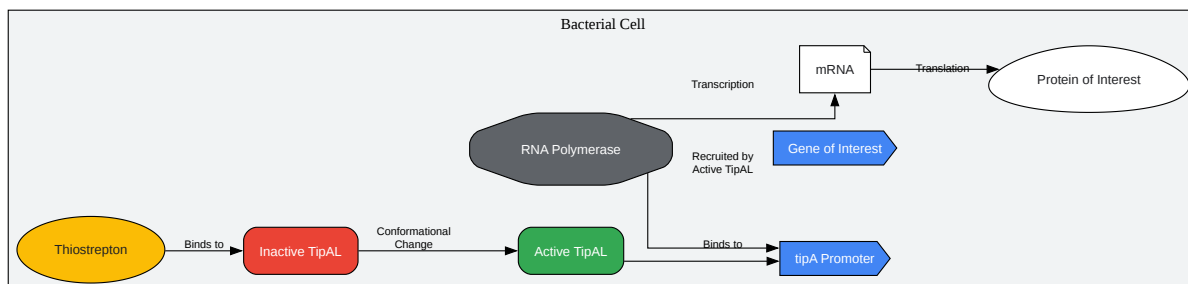 Bacterial Cell
mRNA
Translation
Protein of Interest
Transcription
RNA Polymerase
Gene of Interest
Recruited by
Active TipAL
Thiostrepton
Binds to
Inactive TipAL
Conformational
Change
Active TipAL
Binds to
tipA Promoter